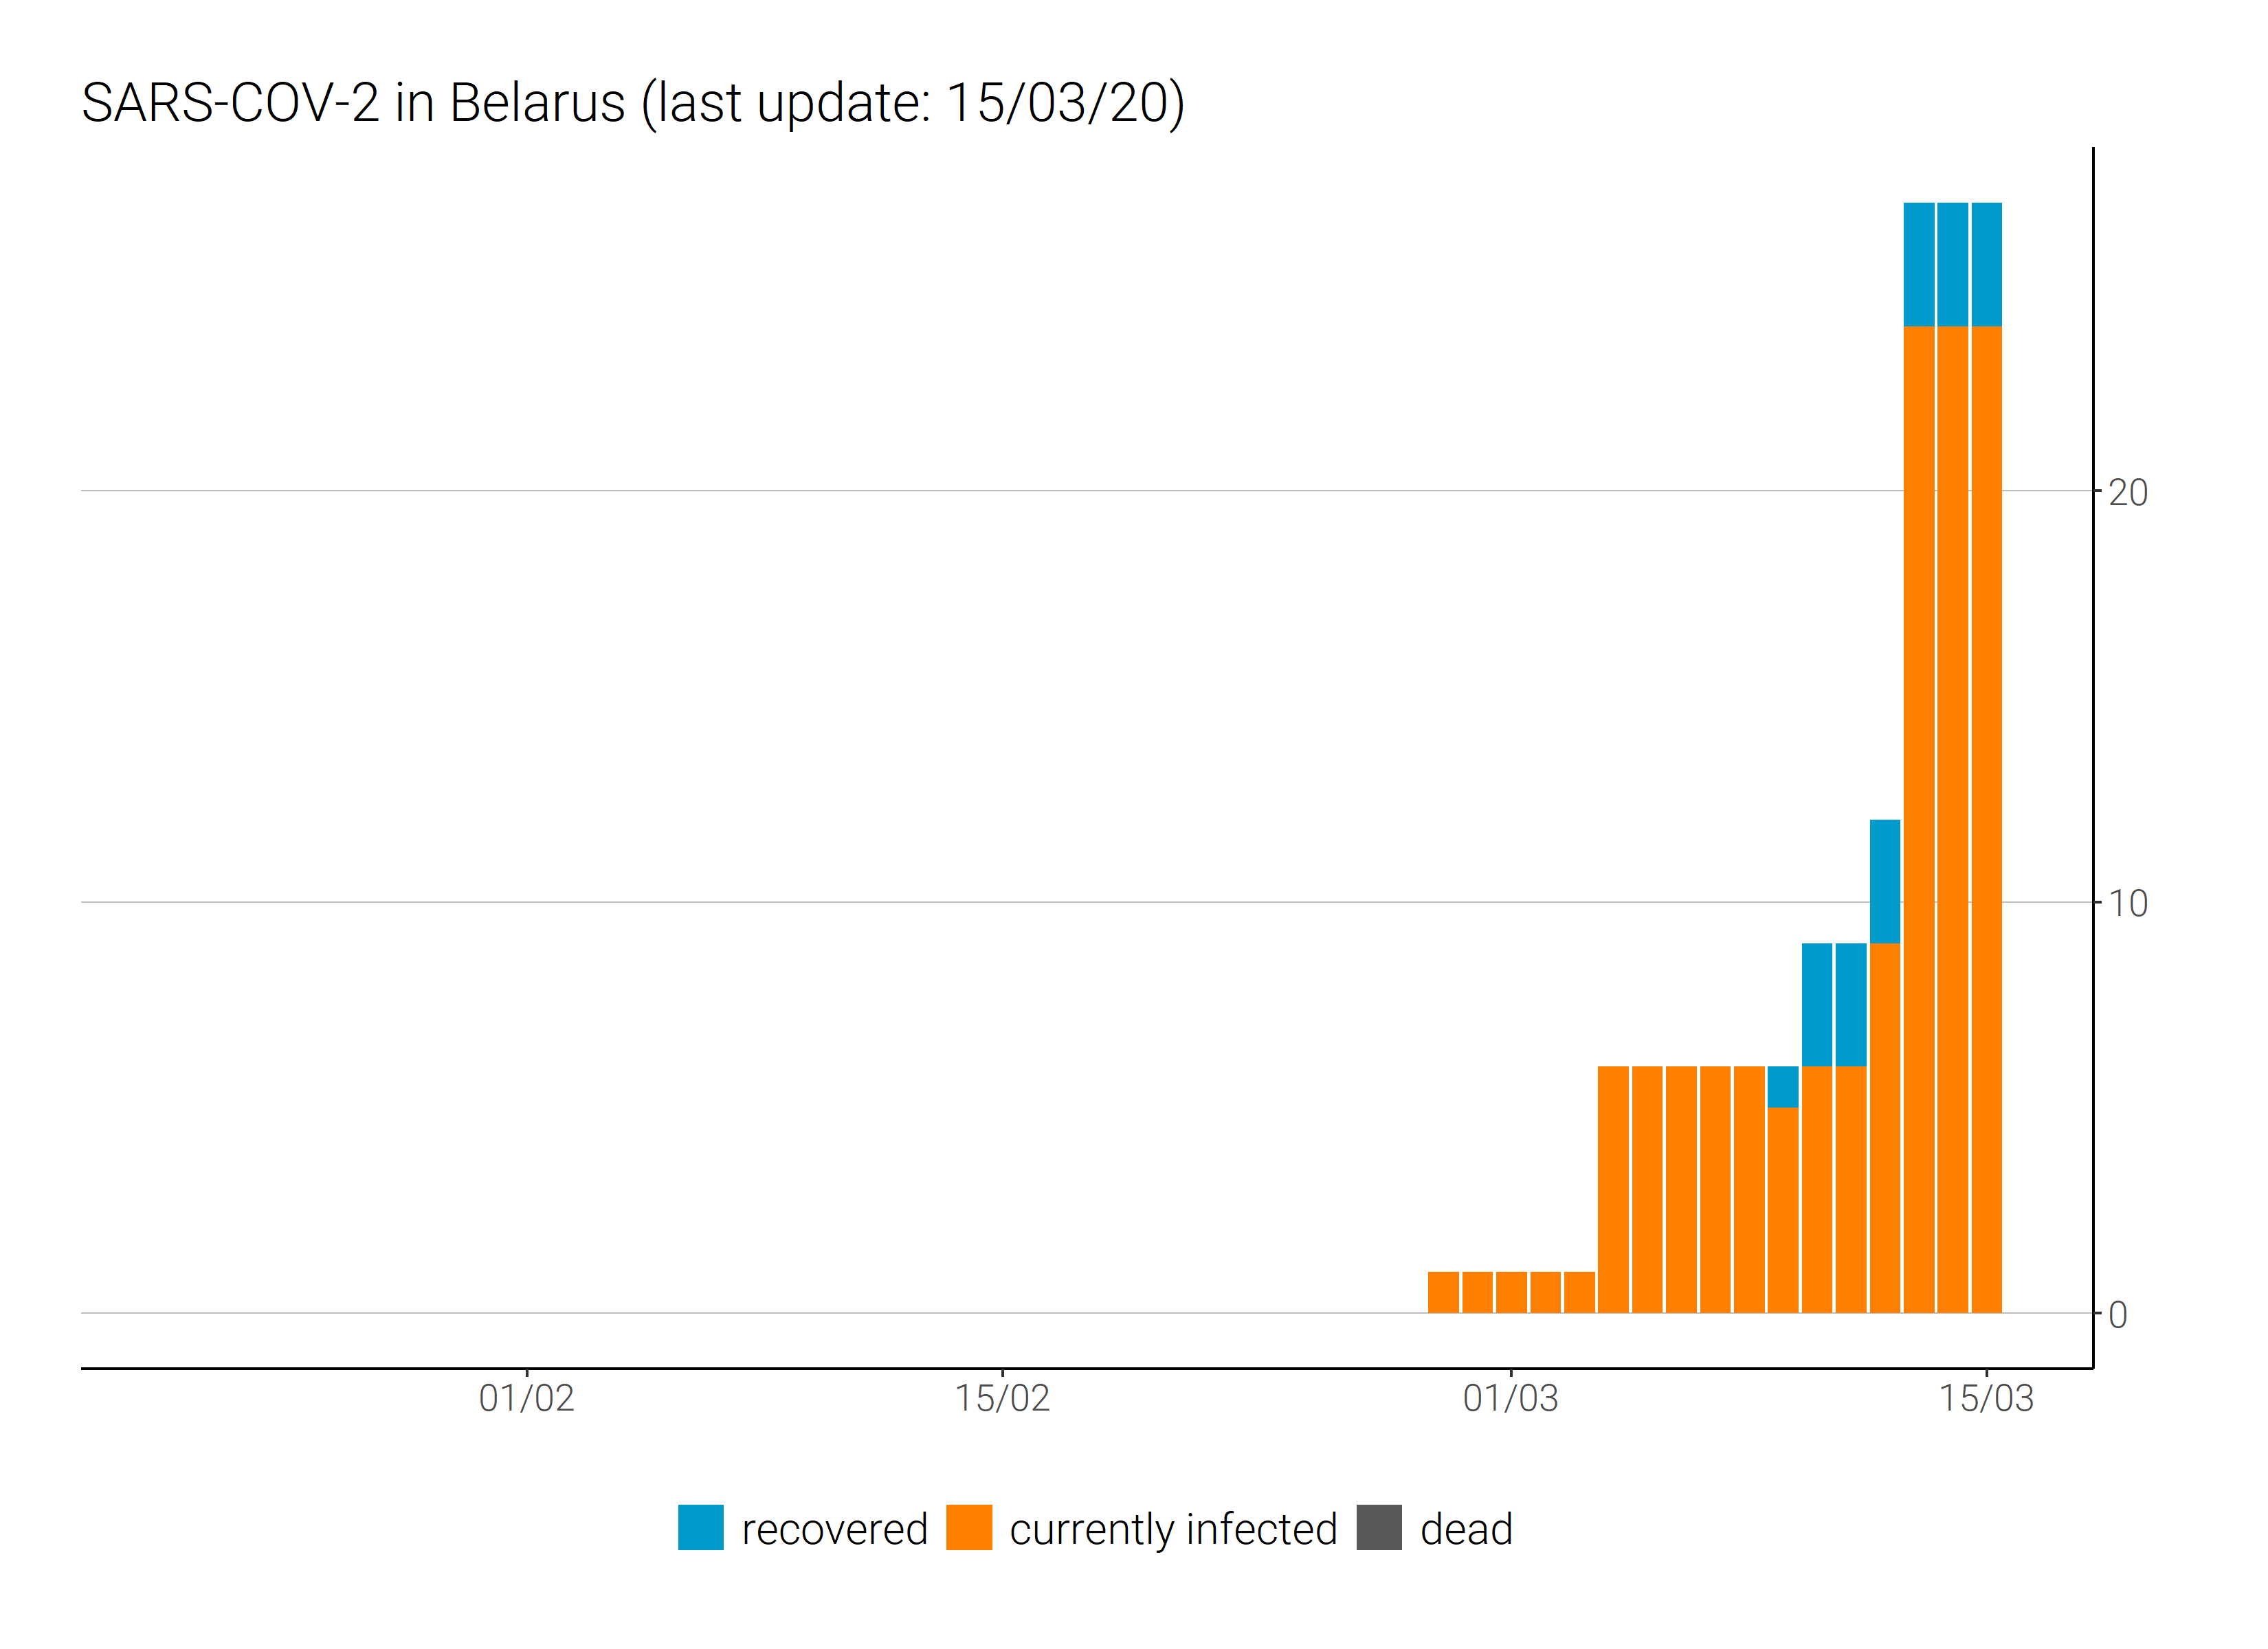 SARS-COV-2 in Belarus (last update: 15/03/20)
20
10
0
01/02 15/02 01/03 15/03
recovered currently infected dead